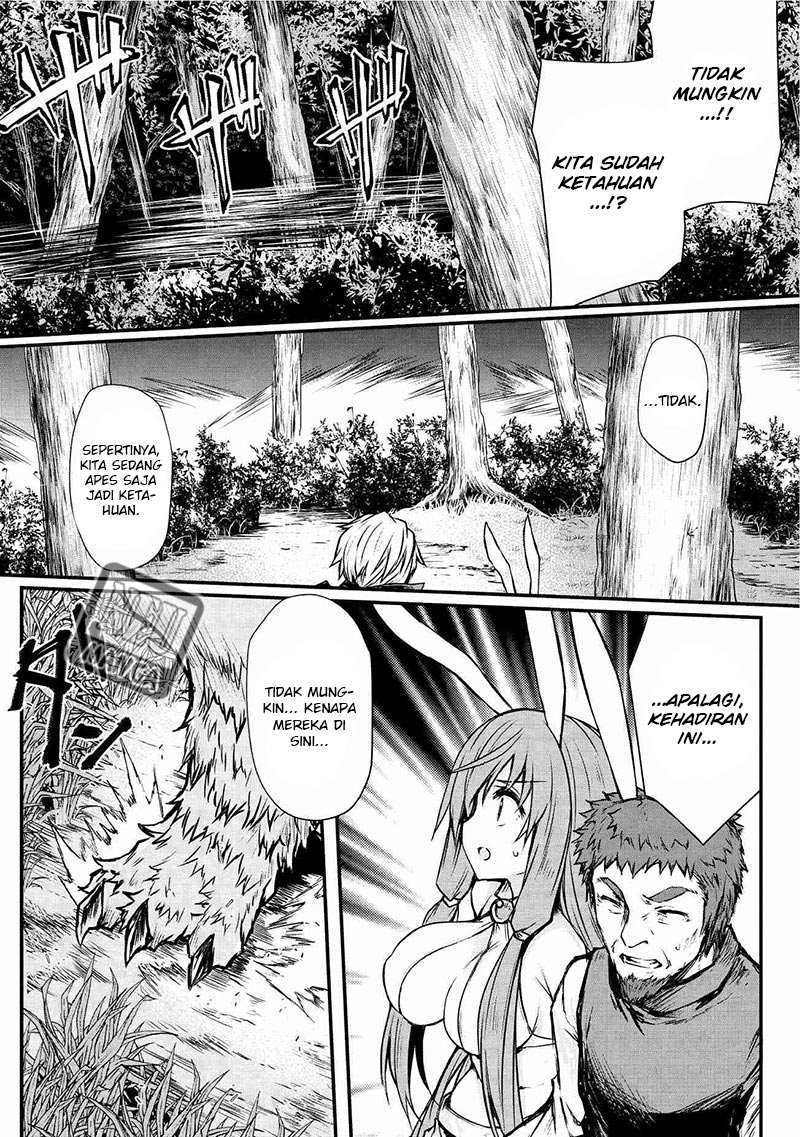 TIDAK
MUNGKIN
...!!
KITA SUDAH
KETAHUAN
...!?
...TIDAK.
SEPERTINYA,
KITA SEDANG
APES SAJA
JADI KETA-
HUAN.
...APALAGI,
KEHADIRAN
INI...
TIDAK MUNG-
KIN... KENAPA
MEREKA DI
SINI...